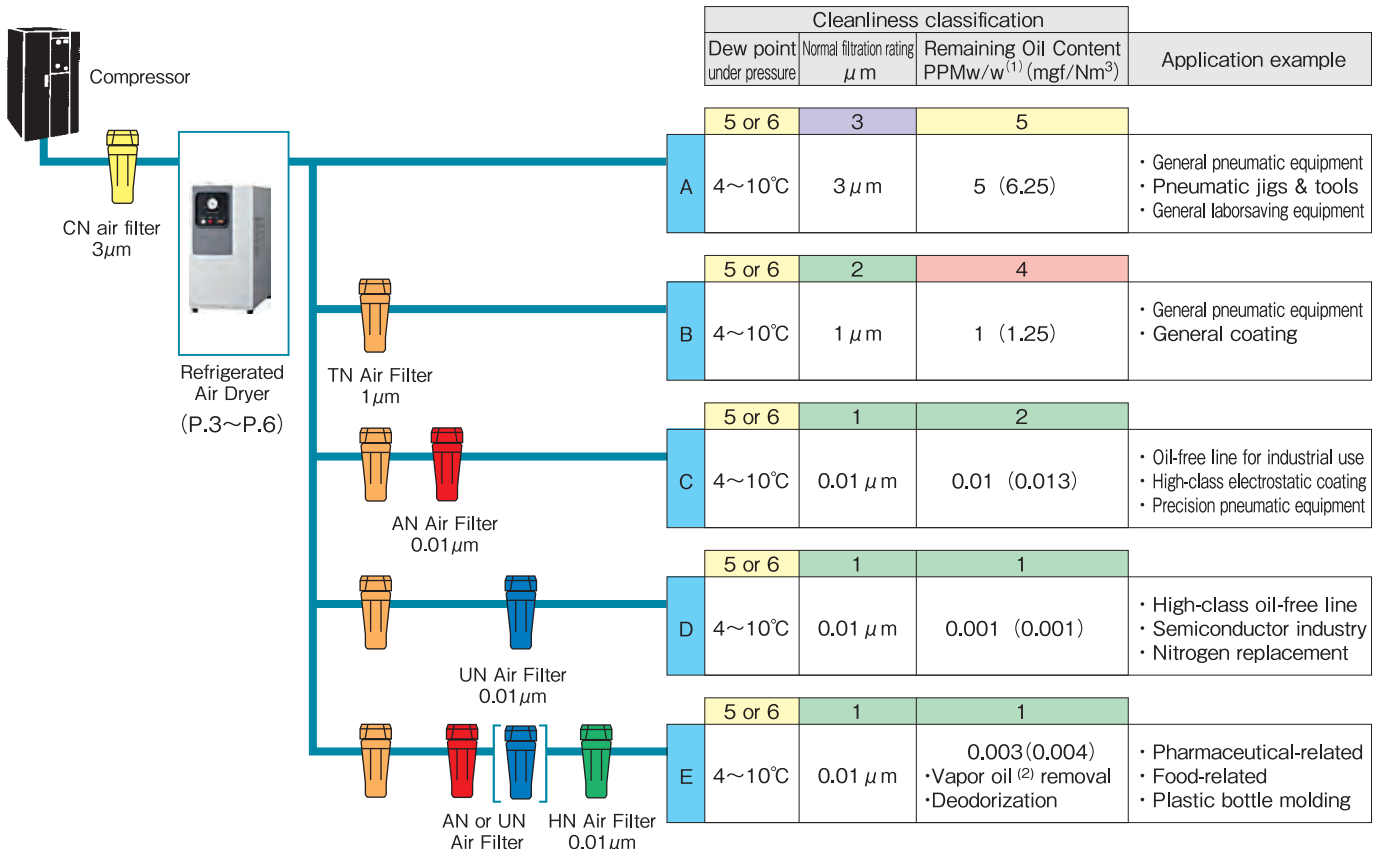 Compressor
CN air filter
3μm
Refrigerated
Air Dryer
(P.3～P.6)
TN Air Filter
1μm
AN Air Filter
0.01μm
UN Air Filter
0.01μm
AN or UN
Air Filter
HN Air Filter
0.01μm
Cleanliness classification
Dew point
under pressure
Normal filtration rating
μm
Remaining Oil Content
PPMw/w(1) (mgf/Nm³)
Application example
5 or 6
3
5
A
4～10℃
3μm
5 (6.25)
・General pneumatic equipment
・Pneumatic jigs & tools
・General laborsaving equipment
5 or 6
2
4
B
4～10℃
1μm
1 (1.25)
・General pneumatic equipment
・General coating
5 or 6
1
2
C
4～10℃
0.01μm
0.01 (0.013)
・Oil-free line for industrial use
・High-class electrostatic coating
・Precision pneumatic equipment
5 or 6
1
1
D
4～10℃
0.01μm
0.001 (0.001)
・High-class oil-free line
・Semiconductor industry
・Nitrogen replacement
5 or 6
1
1
E
4～10℃
0.01μm
0.003(0.004)
・Vapor oil(2) removal
・Deodorization
・Pharmaceutical-related
・Food-related
・Plastic bottle molding